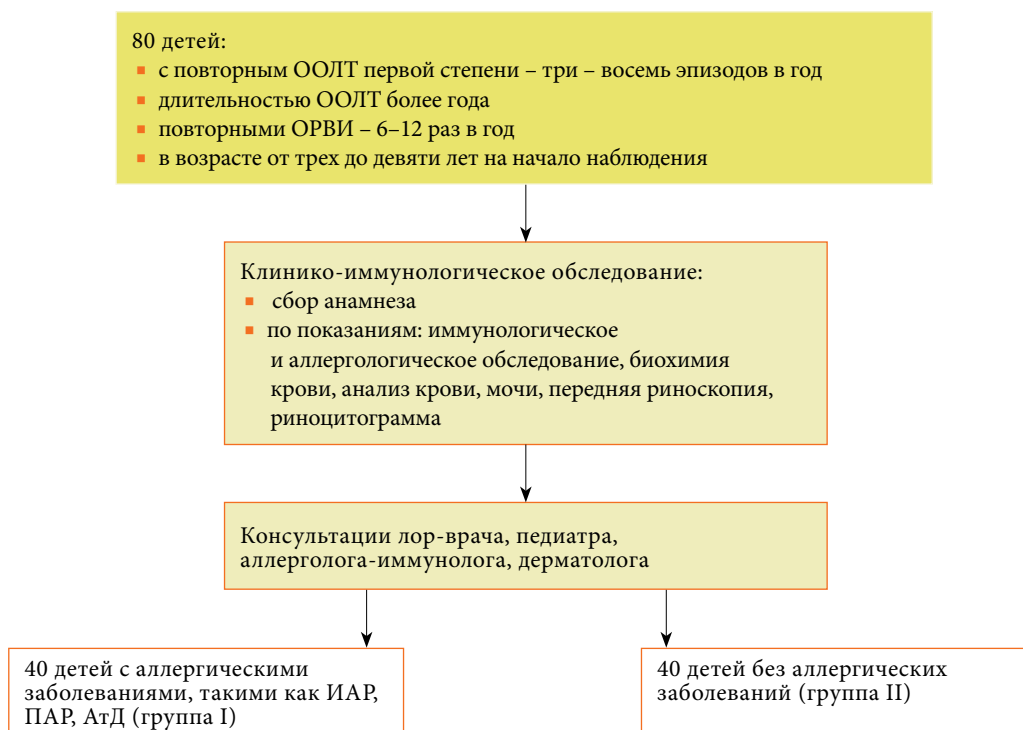 80 детей:
▪ с повторным ООЛТ первой степени – три – восемь эпизодов в год
▪ длительностью ООЛТ более года
▪ повторными ОРВИ – 6–12 раз в год
▪ в возрасте от трех до девяти лет на начало наблюдения
Клинико-иммунологическое обследование:
▪ сбор анамнеза
▪ по показаниям: иммунологическое
и аллергологическое обследование, биохимия
крови, анализ крови, мочи, передняя риноскопия,
риноцитограмма
Консультации лор-врача, педиатра,
аллерголога-иммунолога, дерматолога
40 детей с аллергическими
заболеваниями, такими как ИАР,
ПАР, АтД (группа I)
40 детей без аллергических
заболеваний (группа II)